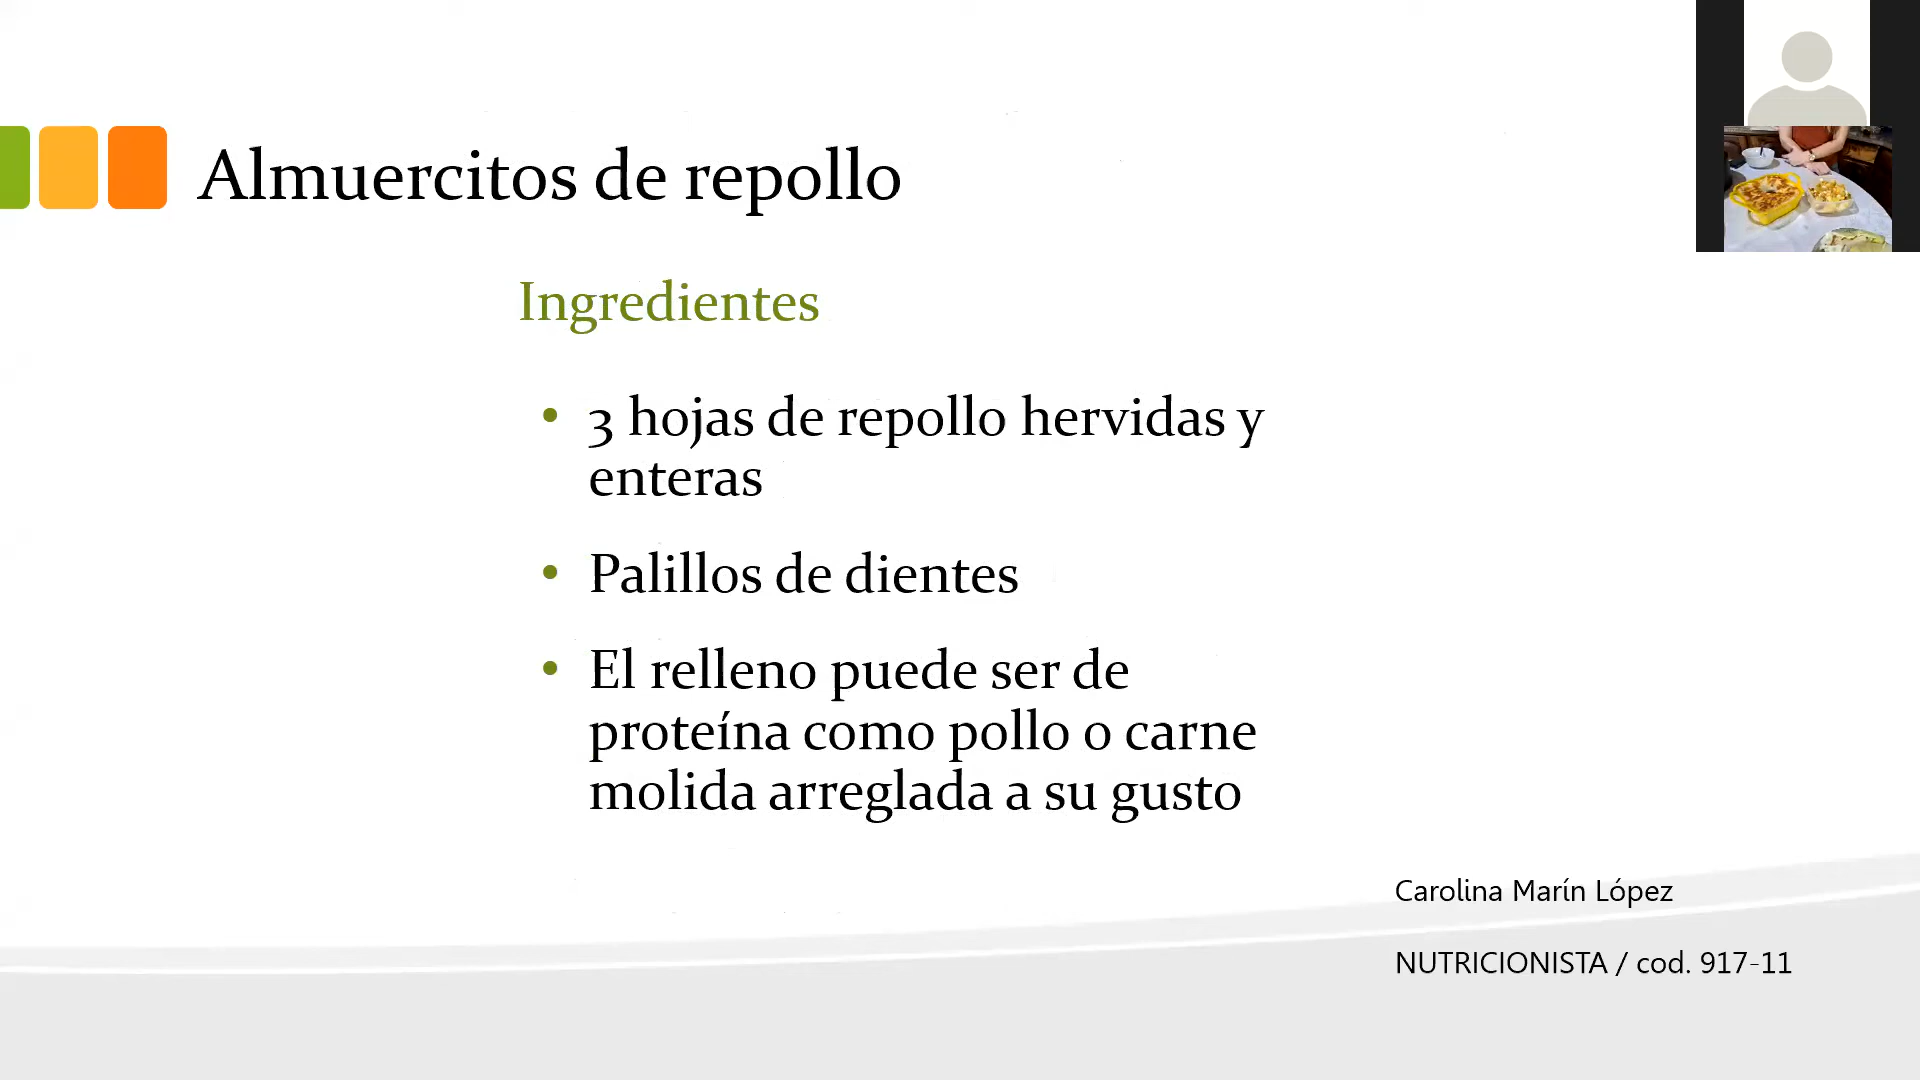 Almuercitos de repollo
Ingredientes
• 3 hojas de repollo hervidas y
enteras
• Palillos de dientes
• El relleno puede ser de
proteína como pollo o carne
molida arreglada a su gusto
Carolina Marín López
NUTRICIONISTA / cod. 917-11